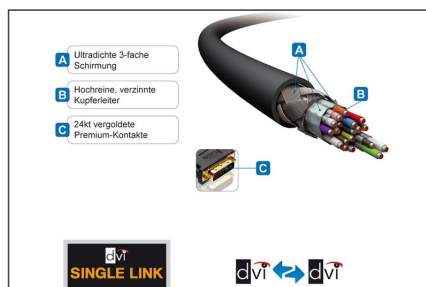 A Ultradichte 3-fache
Schirmung
B Hochreine, verzinnte
Kupferleiter
C 24kt vergoldete
Premium-Kontakte
A
B
C
dvi
SINGLE LINK
dvi dvi